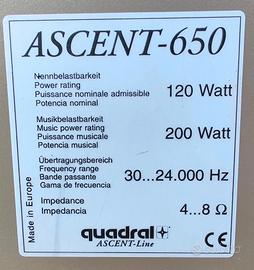 ASCENT-650
Nennbelastbarkeit
Power rating
Puissance nominale admissible
Potencia nominal
120 Watt
Musikbelastbarkeit
Music power rating
Puissance musicale
Potencia musical
200 Watt
Übertragungsbereich
Frequency range
Bande passante
Gama de frecuencia
30...24.000 Hz
Impedance
Impedancia
4...8 Ω
Made in Europe
quadral
ASCENT-Line
CE